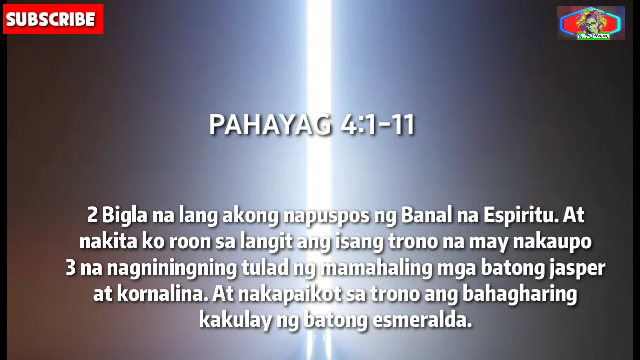 SUBSCRIBE
PAHAYAG 4:1-11
2 Bigla na lang akong napuspos ng Banal na Espiritu. At
nakita ko roon sa langit ang isang trono na may nakaupo
3 na nagniningning tulad ng mamahaling mga batong jasper
at kornalina. At nakapaikot sa trono ang bahagharing
kakulay ng batong esmeralda.